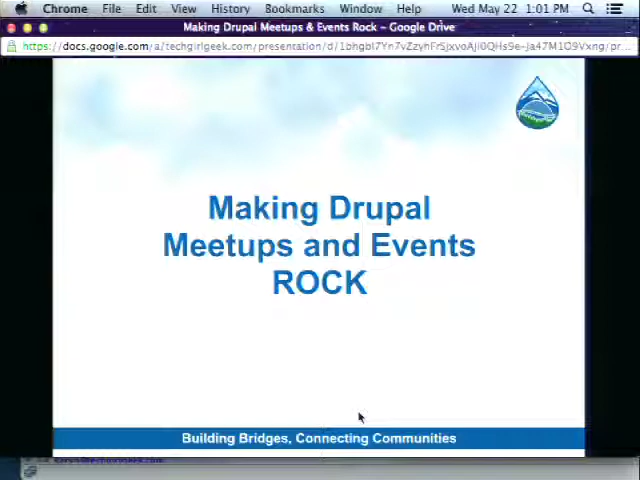 Chrome File Edit View History Bookmarks Window Help Wed May 22 1:01 PM
Making Drupal Meetups & Events Rock – Google Drive
Making Drupal
Meetups and Events
ROCK
Building Bridges, Connecting Communities